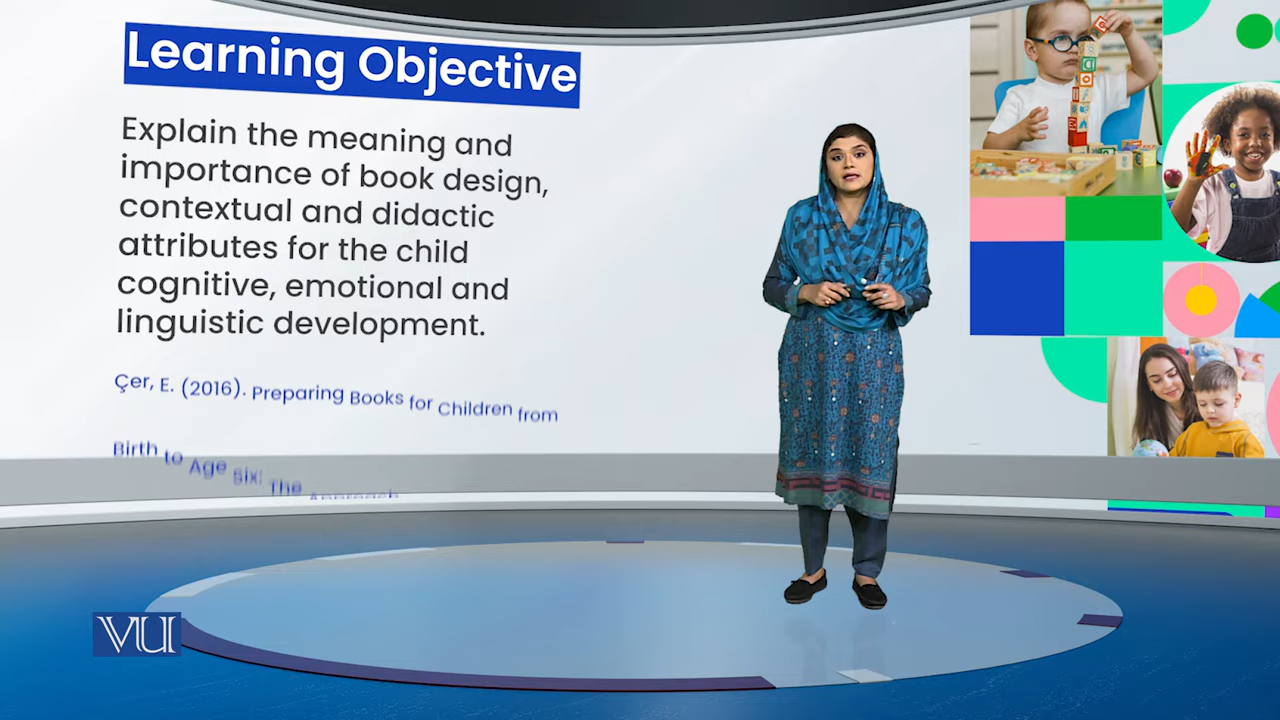 Learning Objective
Explain the meaning and
importance of book design,
contextual and didactic
attributes for the child
cognitive, emotional and
linguistic development.
Çer, E. (2016). Preparing Books for Children from
Birth to Age six: The Approach
VU